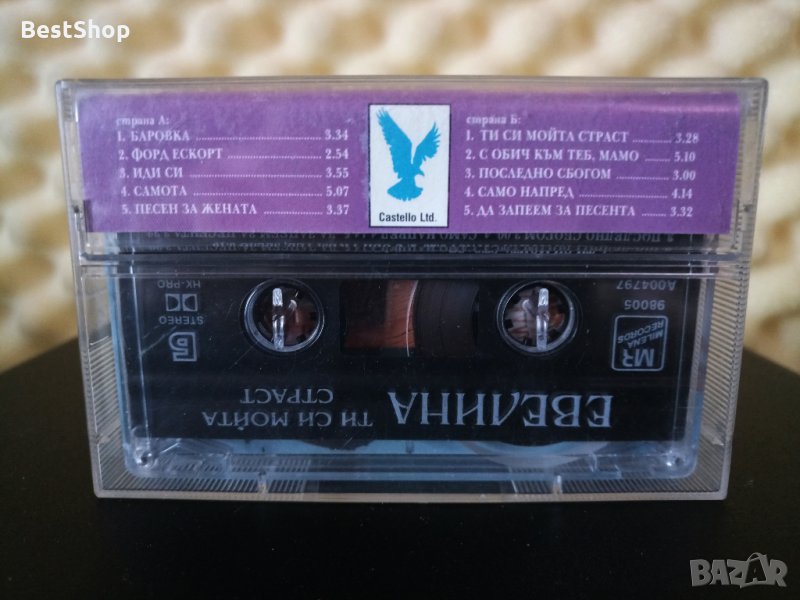 BestShop
страна А:
1. БАРОВКА ........ 3.34
2. ФОРД ЕСКОРТ ........ 2.54
3. ИДИ СИ ........ 3.55
4. САМОТА ........ 5.07
5. ПЕСЕН ЗА ЖЕНАТА ........ 3.37
Castello Ltd.
страна Б:
1. ТИ СИ МОЙТА СТРАСТ ........ 3.28
2. С ОБИЧ КЪМ ТЕБ, МАМО ........ 5.10
3. ПОСЛЕДНО СБОГОМ ........ 3.00
4. САМО НАПРЕД ........ 4.14
5. ДА ЗАПЕЕМ ЗА ПЕСЕНТА ........ 3.32
ЕВЕЛИНА
ТИ СИ МОЙТА
СТРАСТ
MR
MILENA
RECORDS
98005
A004797
Б
STEREO
HX-PRO
BAZAR